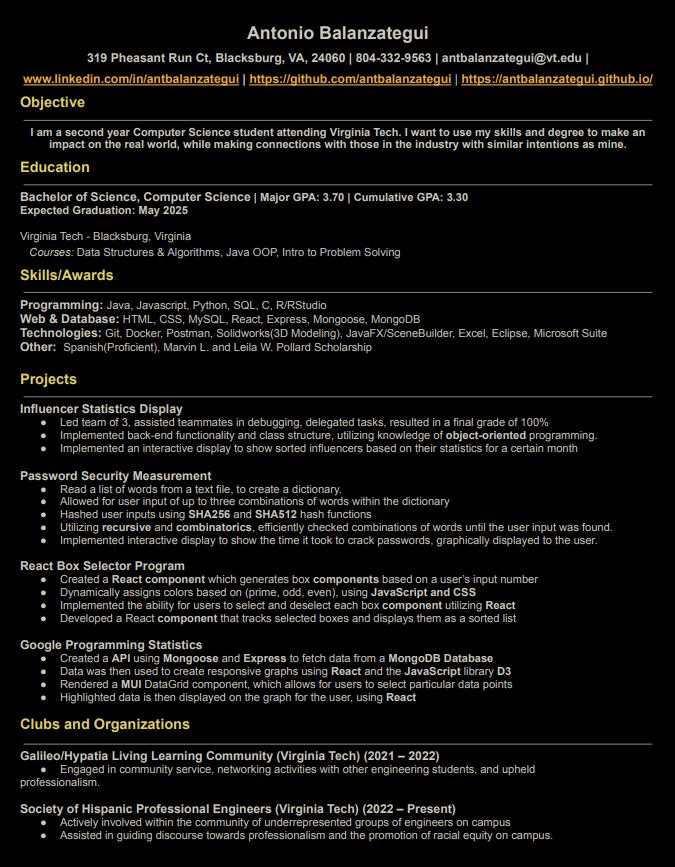 Antonio Balanzategui
319 Pheasant Run Ct, Blacksburg, VA, 24060 | 804-332-9563 | antbalanzategui@vt.edu |
www.linkedin.com/in/antbalanzategui | https://github.com/antbalanzategui | https://antbalanzategui.github.io/
Objective
I am a second year Computer Science student attending Virginia Tech. I want to use my skills and degree to make an
impact on the real world, while making connections with those in the industry with similar intentions as mine.
Education
Bachelor of Science, Computer Science | Major GPA: 3.70 | Cumulative GPA: 3.30
Expected Graduation: May 2025
Virginia Tech - Blacksburg, Virginia
Courses: Data Structures & Algorithms, Java OOP, Intro to Problem Solving
Skills/Awards
Programming: Java, Javascript, Python, SQL, C, R/RStudio
Web & Database: HTML, CSS, MySQL, React, Express, Mongoose, MongoDB
Technologies: Git, Docker, Postman, Solidworks(3D Modeling), JavaFX/SceneBuilder, Excel, Eclipse, Microsoft Suite
Other: Spanish(Proficient), Marvin L. and Leila W. Pollard Scholarship
Projects
Influencer Statistics Display
● Led team of 3, assisted teammates in debugging, delegated tasks, resulted in a final grade of 100%
● Implemented back-end functionality and class structure, utilizing knowledge of object-oriented programming.
● Implemented an interactive display to show sorted influencers based on their statistics for a certain month
Password Security Measurement
● Read a list of words from a text file, to create a dictionary.
● Allowed for user input of up to three combinations of words within the dictionary
● Hashed user inputs using SHA256 and SHA512 hash functions
● Utilizing recursive and combinatorics, efficiently checked combinations of words until the user input was found.
● Implemented interactive display to show the time it took to crack passwords, graphically displayed to the user.
React Box Selector Program
● Created a React component which generates box components based on a user's input number
● Dynamically assigns colors based on (prime, odd, even), using JavaScript and CSS
● Implemented the ability for users to select and deselect each box component utilizing React
● Developed a React component that tracks selected boxes and displays them as a sorted list
Google Programming Statistics
● Created a API using Mongoose and Express to fetch data from a MongoDB Database
● Data was then used to create responsive graphs using React and the JavaScript library D3
● Rendered a MUI DataGrid component, which allows for users to select particular data points
● Highlighted data is then displayed on the graph for the user, using React
Clubs and Organizations
Galileo/Hypatia Living Learning Community (Virginia Tech) (2021 – 2022)
● Engaged in community service, networking activities with other engineering students, and upheld
professionalism.
Society of Hispanic Professional Engineers (Virginia Tech) (2022 – Present)
● Actively involved within the community of underrepresented groups of engineers on campus
● Assisted in guiding discourse towards professionalism and the promotion of racial equity on campus.